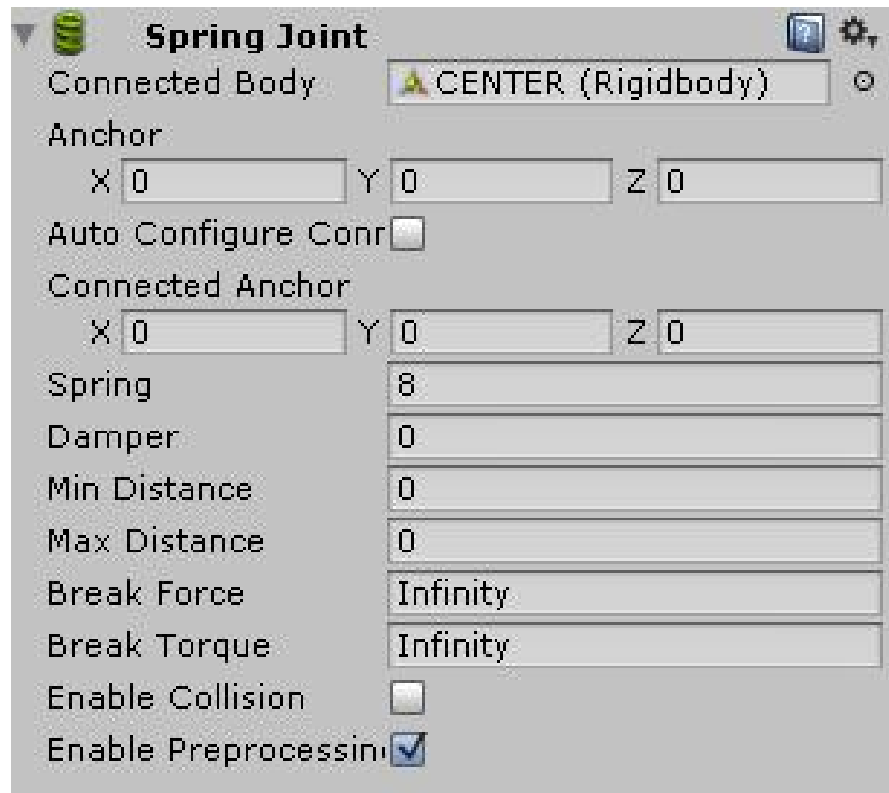 Spring Joint
Connected Body CENTER (Rigidbody)
Anchor
X 0 Y 0 Z 0
Auto Configure Conr
Connected Anchor
X 0 Y 0 Z 0
Spring 8
Damper 0
Min Distance 0
Max Distance 0
Break Force Infinity
Break Torque Infinity
Enable Collision
Enable Preprocessin